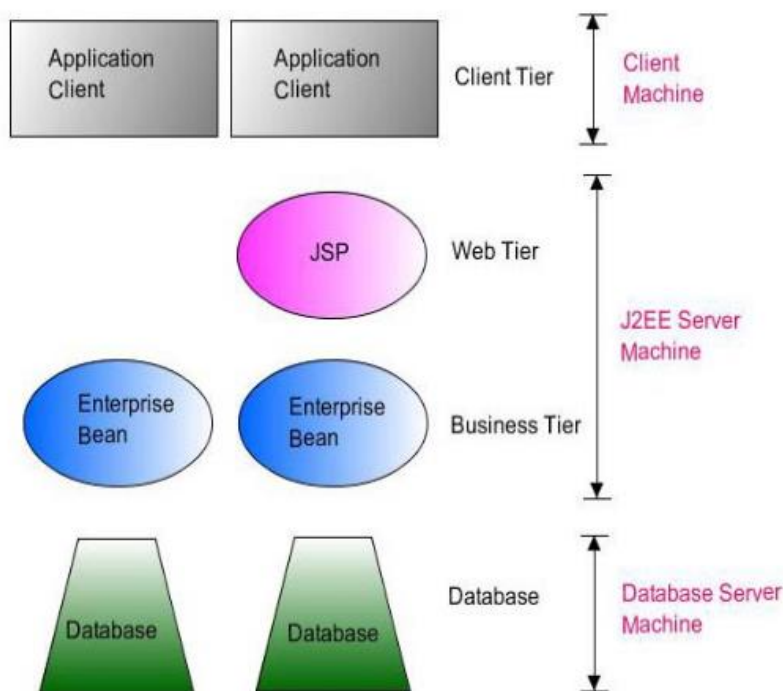 Application
Client
Application
Client
Client Tier
Client
Machine
JSP
Web Tier
J2EE Server
Machine
Enterprise
Bean
Enterprise
Bean
Business Tier
Database
Database
Database
Database Server
Machine